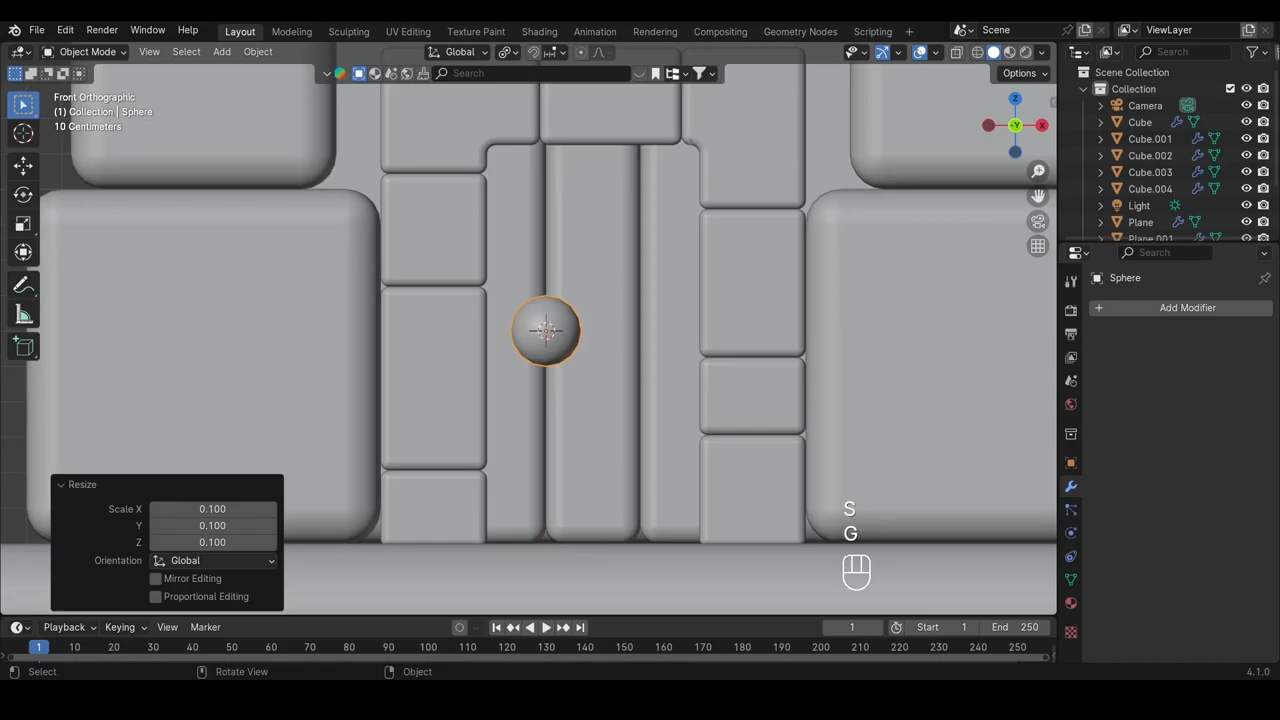 File Edit Render Window Help Layout Modeling Sculpting UV Editing Texture Paint Shading Animation Rendering Compositing Geometry Nodes Scripting Scene ViewLayer
Object Mode View Select Add Object Global Search
Search Options
Front Orthographic
(1) Collection | Sphere
10 Centimeters
Z
-Y
X
Scene Collection
Collection
Camera
Cube
Cube.001
Cube.002
Cube.003
Cube.004
Light
Plane
Plane.001
Search
Sphere
Add Modifier
S
G
Resize
Scale X 0.100
Y 0.100
Z 0.100
Orientation Global
Mirror Editing
Proportional Editing
Playback Keying View Marker 1 Start 1 End 250
1 10 20 30 40 50 60 70 80 90 100 110 120 130 140 150 160 170 180 190 200 210 220 230 240 250
Select Rotate View Object 4.1.0